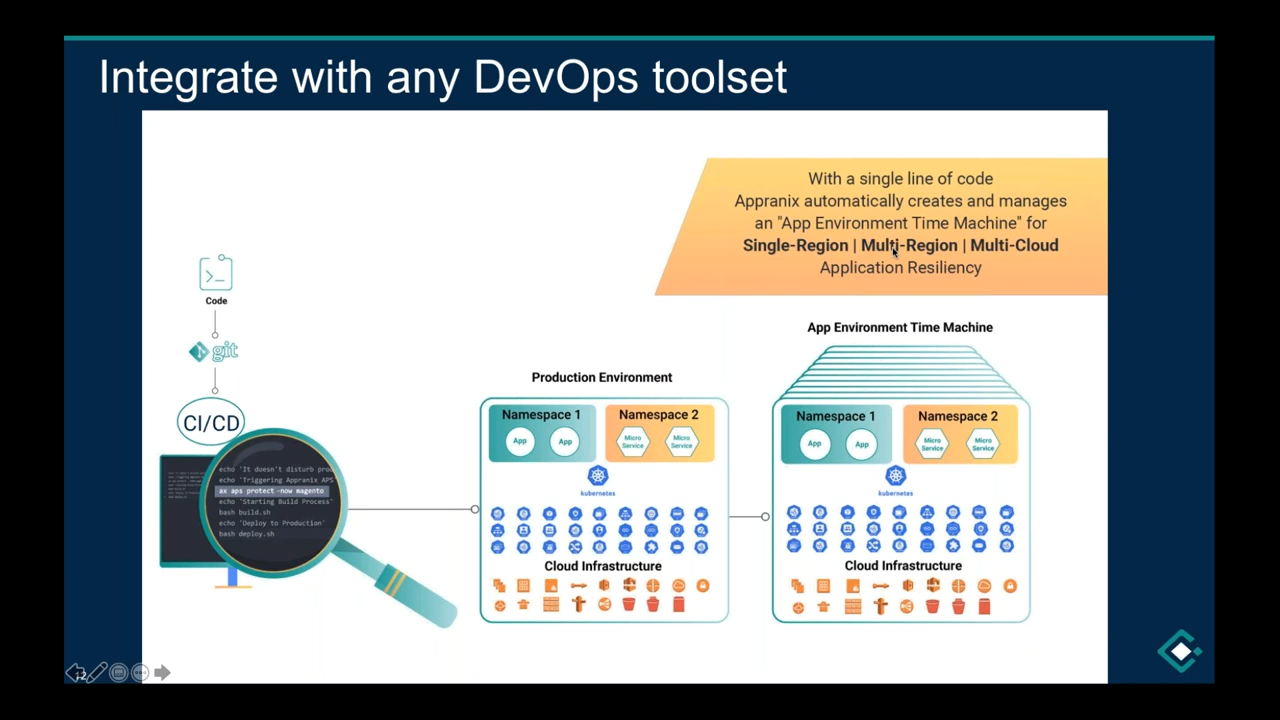 Integrate with any DevOps toolset
With a single line of code
Appranix automatically creates and manages
an "App Environment Time Machine" for
Single-Region | Multi-Region | Multi-Cloud
Application Resiliency
Code
git
CI/CD
echo 'It doesn't disturb pro
echo 'Triggering Appranix APS
ax aps protect-now magento
echo 'Starting Build Process'
bash build.sh
echo 'Deploy to Production'
bash deploy.sh
Production Environment
Namespace 1
Namespace 2
App
App
Micro
Service
Micro
Service
kubernetes
Cloud Infrastructure
App Environment Time Machine
Namespace 1
Namespace 2
App
App
Micro
Service
Micro
Service
kubernetes
Cloud Infrastructure